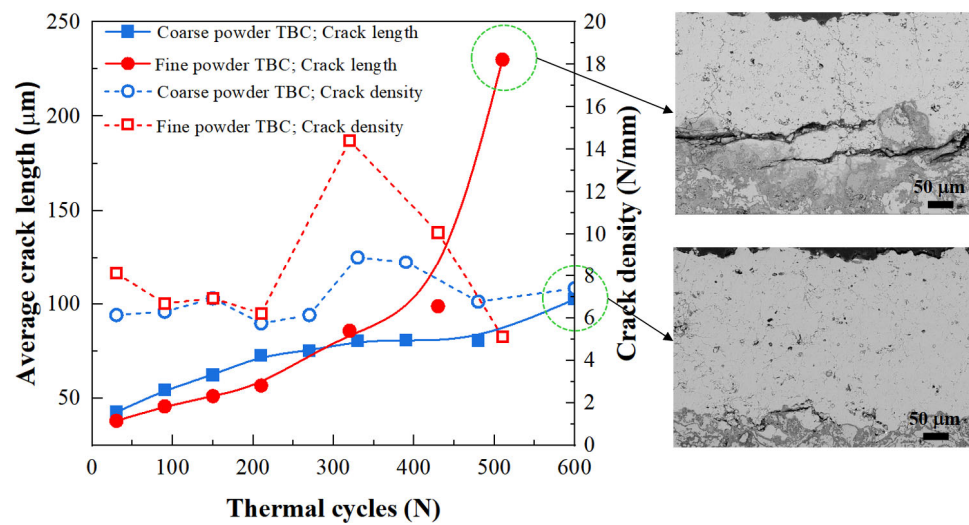 250
200
150
100
50
Average crack length (µm)
Coarse powder TBC; Crack length
Fine powder TBC; Crack length
Coarse powder TBC; Crack density
Fine powder TBC; Crack density
20
18
16
14
12
10
8
6
4
2
0
Crack density (N/mm)
0 100 200 300 400 500 600
Thermal cycles (N)
50 µm
50 µm